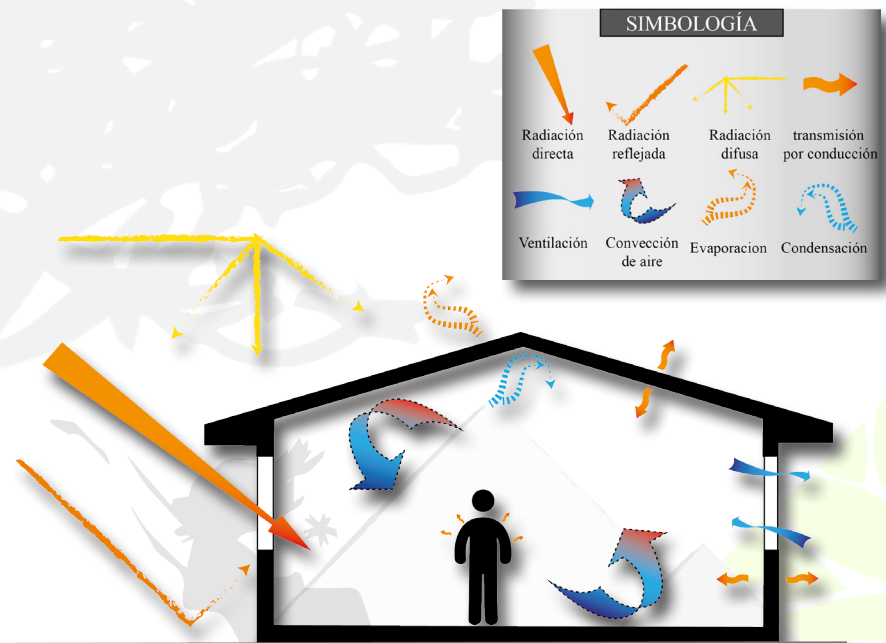 SIMBOLOGÍA
Radiación
directa
Radiación
reflejada
Radiación
difusa
transmisión
por conducción
Ventilación
Convección
de aire
Evaporacion
Condensación